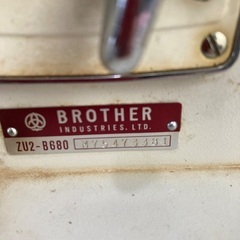 BROTHER
INDUSTRIES. LTD.
ZU2-B680